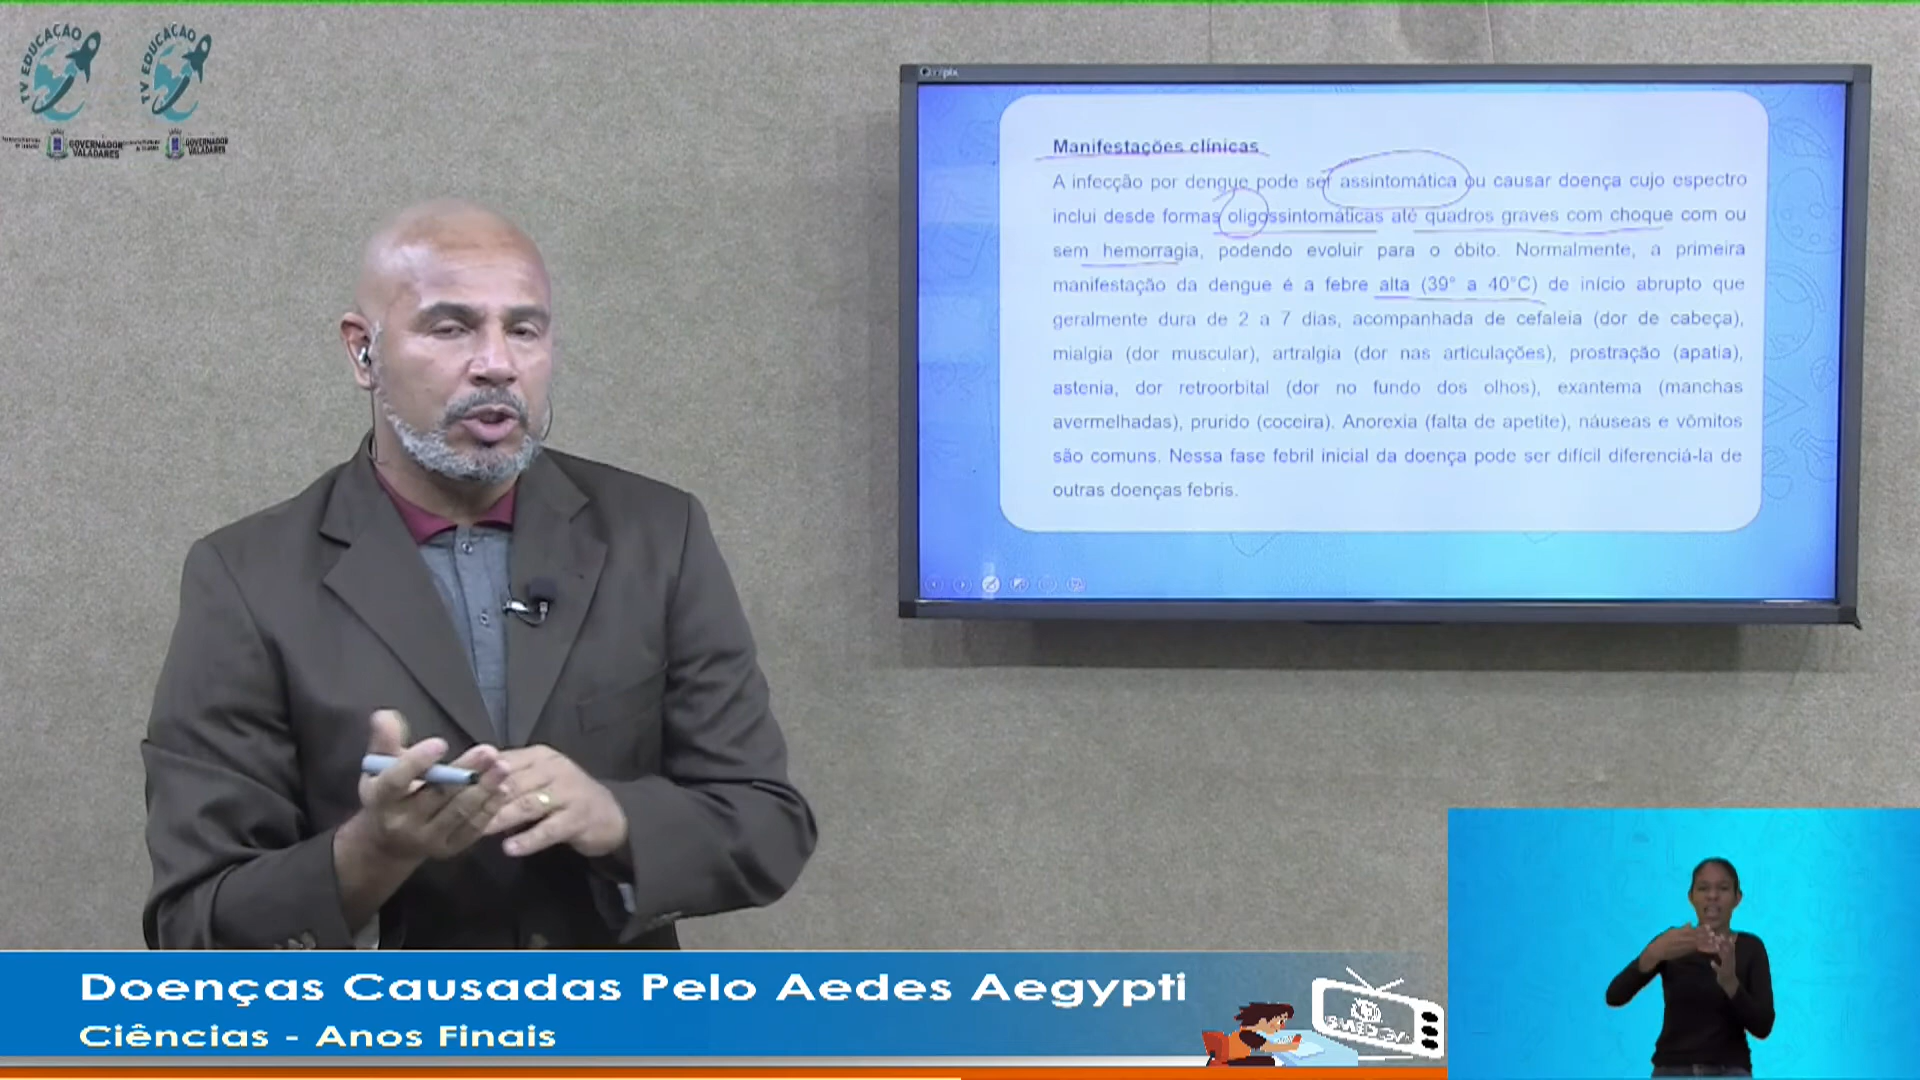 TV EDUCAÇÃO
TV EDUCAÇÃO
GOVERNADOR
VALADARES
GOVERNADOR
VALADARES
Manifestações clínicas
A infecção por dengue pode ser assintomática ou causar doença cujo espectro
inclui desde formas oligossintomáticas até quadros graves com choque com ou
sem hemorragia, podendo evoluir para o óbito. Normalmente, a primeira
manifestação da dengue é a febre alta (39° a 40°C) de início abrupto que
geralmente dura de 2 a 7 dias, acompanhada de cefaleia (dor de cabeça),
mialgia (dor muscular), artralgia (dor nas articulações), prostração (apatia),
astenia, dor retroorbital (dor no fundo dos olhos), exantema (manchas
avermelhadas), prurido (coceira). Anorexia (falta de apetite), náuseas e vômitos
são comuns. Nessa fase febril inicial da doença pode ser difícil diferenciá-la de
outras doenças febris.
Doenças Causadas Pelo Aedes Aegypti
Ciências - Anos Finais